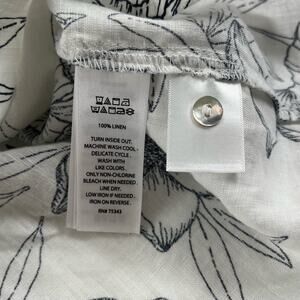 100% LINEN
TURN INSIDE OUT.
MACHINE WASH COOL -
DELICATE CYCLE.
WASH WITH
LIKE COLORS.
ONLY NON-CHLORINE
BLEACH WHEN NEEDED.
LINE DRY.
LOW IRON IF NEEDED.
IRON ON REVERSE.
RN# 75343